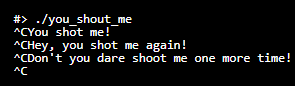 #> ./you_shout_me
^CYou shot me!
^CHey, you shot me again!
^CDon't you dare shoot me one more time!
^C